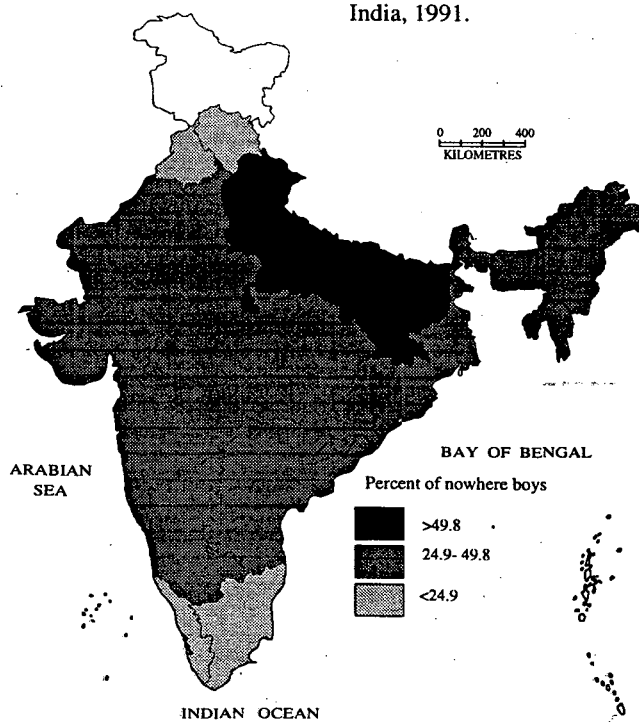 India, 1991.
0 200 400
KILOMETRES
ARABIAN
SEA
BAY OF BENGAL
Percent of nowhere boys
>49.8
24.9- 49.8
<24.9
INDIAN OCEAN